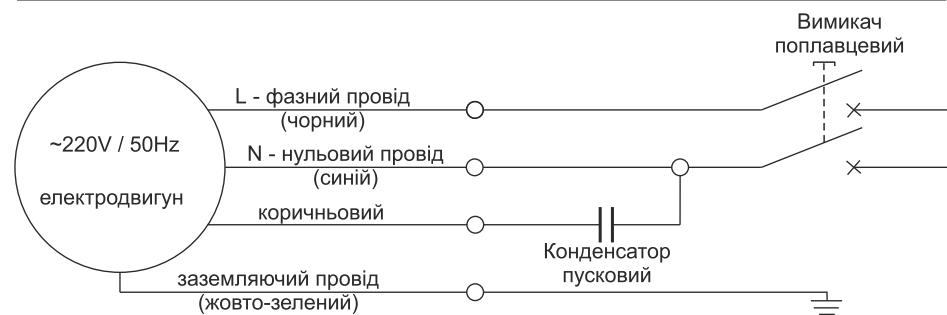 Вимикач
поплавцевий
L - фазний провід
(чорний)
~220V / 50Hz
N - нульовий провід
(синій)
електродвигун
коричньовий
Конденсатор
пусковий
заземляючий провід
(жовто-зелений)